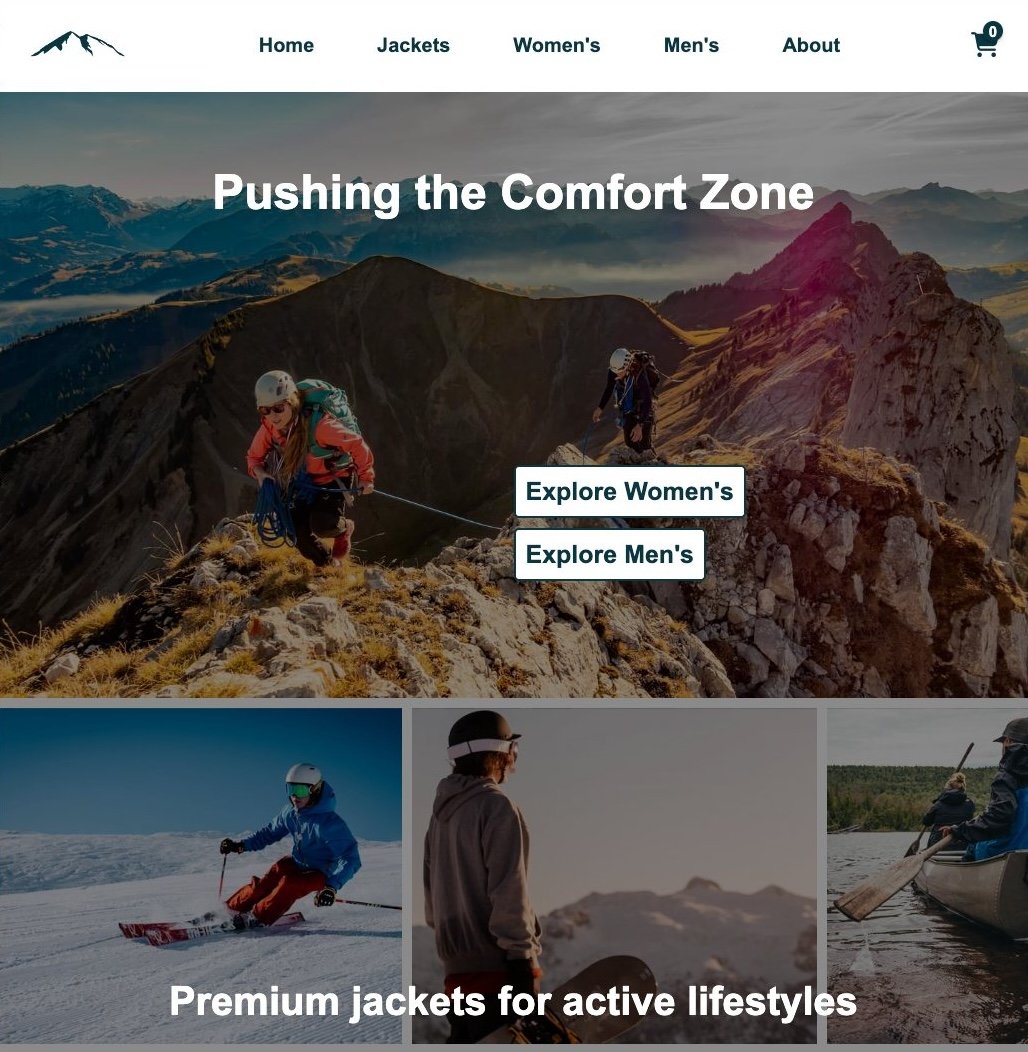 Home Jackets Women's Men's About 0
Pushing the Comfort Zone
Explore Women's
Explore Men's
Premium jackets for active lifestyles